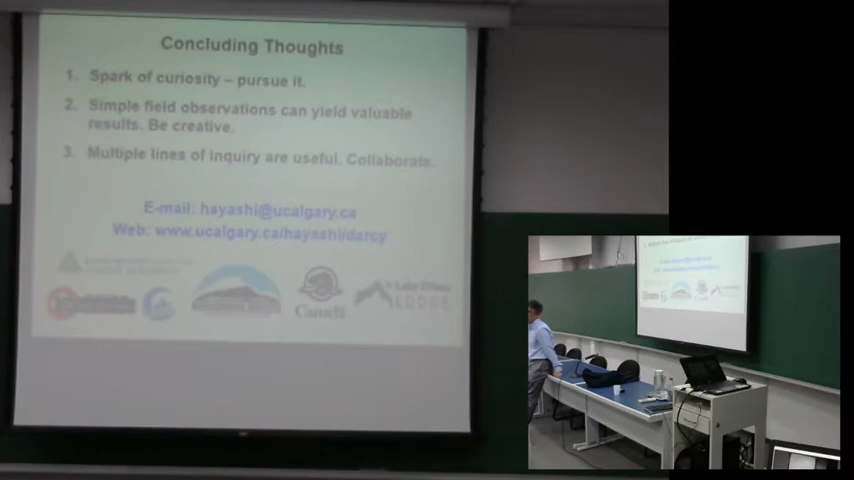 Concluding Thoughts
1. Spark of curiosity – pursue it.
2. Simple field observations can yield valuable
results. Be creative.
3. Multiple lines of inquiry are useful. Collaborate.
E-mail: hayashi@ucalgary.ca
Web: www.ucalgary.ca/hayashi/darcy
Canada
Lake O'Hara
LODGE